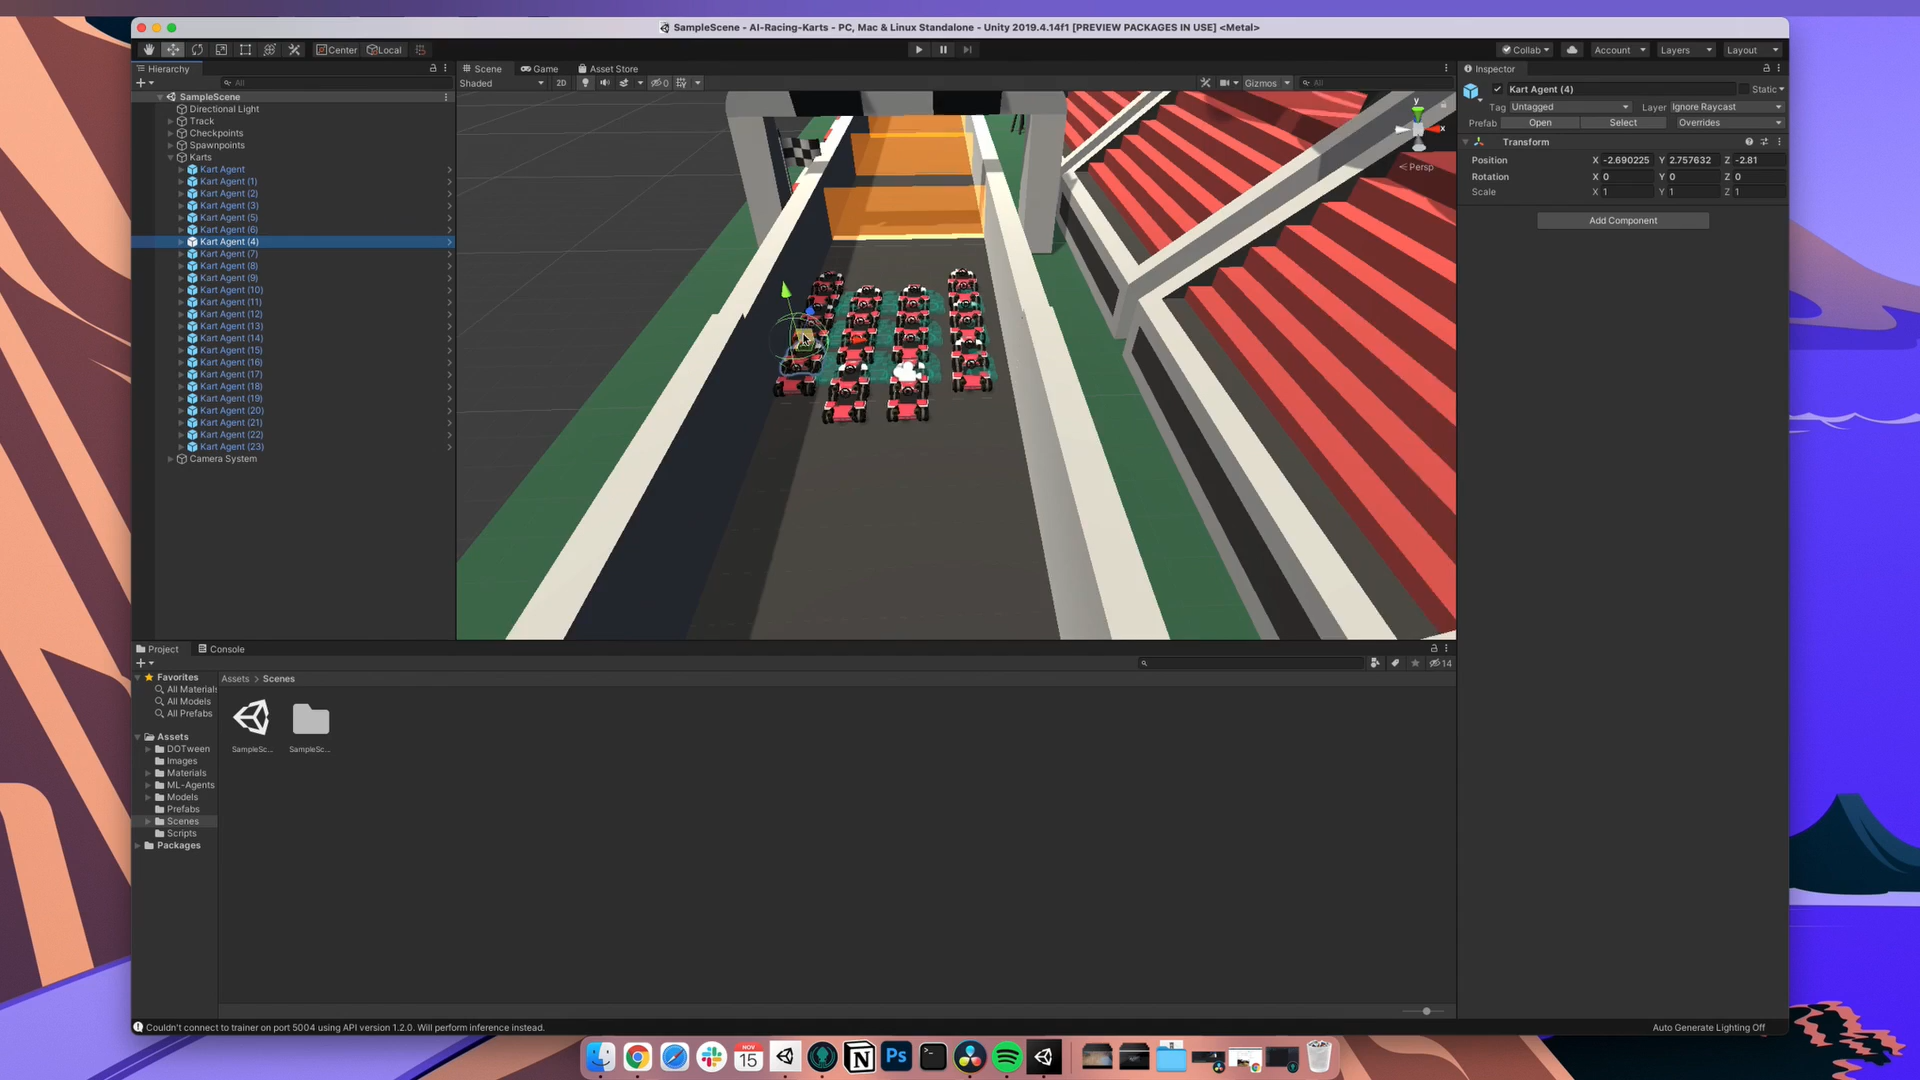 SampleScene - AI-Racing-Karts - PC, Mac & Linux Standalone - Unity 2019.4.14f1 [PREVIEW PACKAGES IN USE] <Metal>
Center
Local
Collab
Account
Layers
Layout
Hierarchy
All
SampleScene
Directional Light
Track
Checkpoints
Spawnpoints
Karts
Kart Agent
Kart Agent (1)
Kart Agent (2)
Kart Agent (3)
Kart Agent (5)
Kart Agent (6)
Kart Agent (4)
Kart Agent (7)
Kart Agent (8)
Kart Agent (9)
Kart Agent (10)
Kart Agent (11)
Kart Agent (12)
Kart Agent (13)
Kart Agent (14)
Kart Agent (15)
Kart Agent (16)
Kart Agent (17)
Kart Agent (18)
Kart Agent (19)
Kart Agent (20)
Kart Agent (21)
Kart Agent (22)
Kart Agent (23)
Camera System
Scene
Game
Asset Store
Shaded
2D
0
Gizmos
All
y
x
Persp
Inspector
Kart Agent (4)
Static
Tag Untagged
Layer Ignore Raycast
Prefab
Open
Select
Overrides
Transform
Position X -2.690225 Y 2.757632 Z -2.81
Rotation X 0 Y 0 Z 0
Scale X 1 Y 1 Z 1
Add Component
Project
Console
14
Favorites
All Materials
All Models
All Prefabs
Assets
DOTween
Images
Materials
ML-Agents
Models
Prefabs
Scenes
Scripts
Packages
Assets
Scenes
SampleSc...
SampleSc...
Couldn't connect to trainer on port 5004 using API version 1.2.0. Will perform inference instead.
Auto Generate Lighting Off
NOV
15
Ps